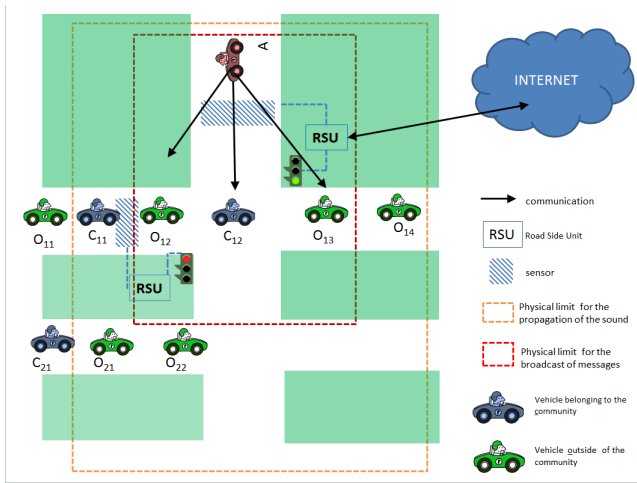 A
INTERNET
RSU
O11 C11 O12 C12 O13 O14
RSU
C21 O21 O22
communication
RSU Road Side Unit
sensor
Physical limit for the
propagation of the sound
Physical limit for the
broadcast of messages
Vehicle belonging to the
community
Vehicle outside of the
community